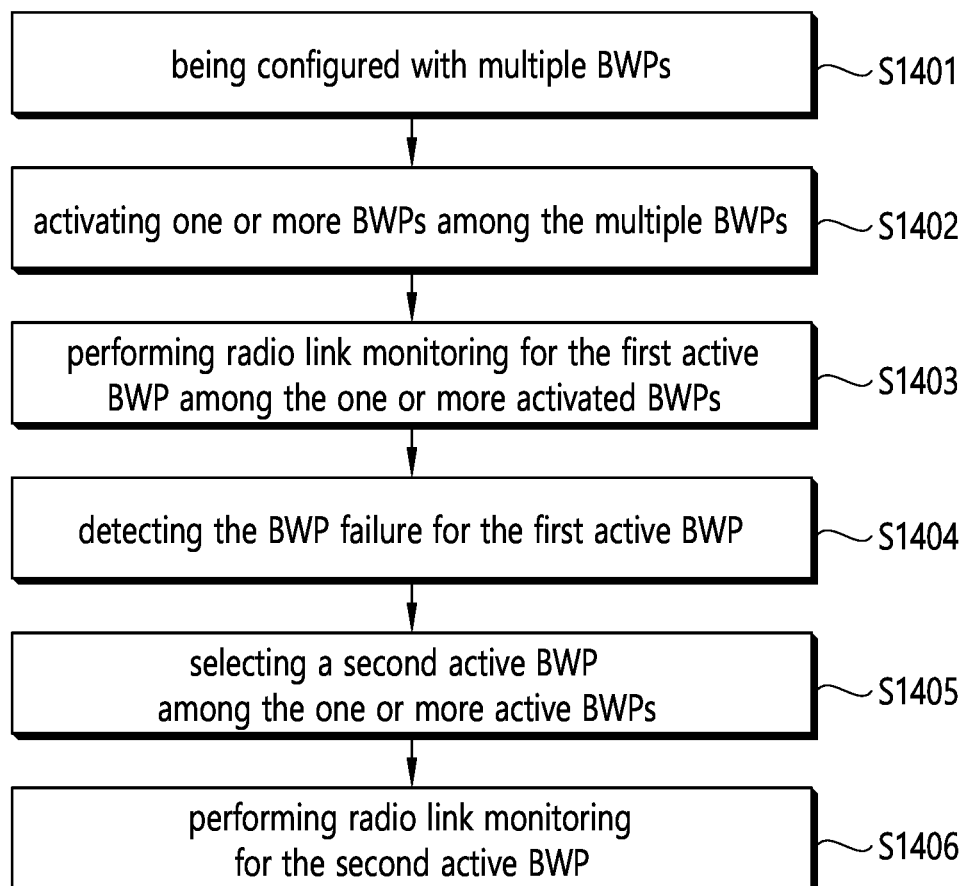 being configured with multiple BWPs
S1401
activating one or more BWPs among the multiple BWPs
S1402
performing radio link monitoring for the first active
BWP among the one or more activated BWPs
S1403
detecting the BWP failure for the first active BWP
S1404
selecting a second active BWP
among the one or more active BWPs
S1405
performing radio link monitoring
for the second active BWP
S1406